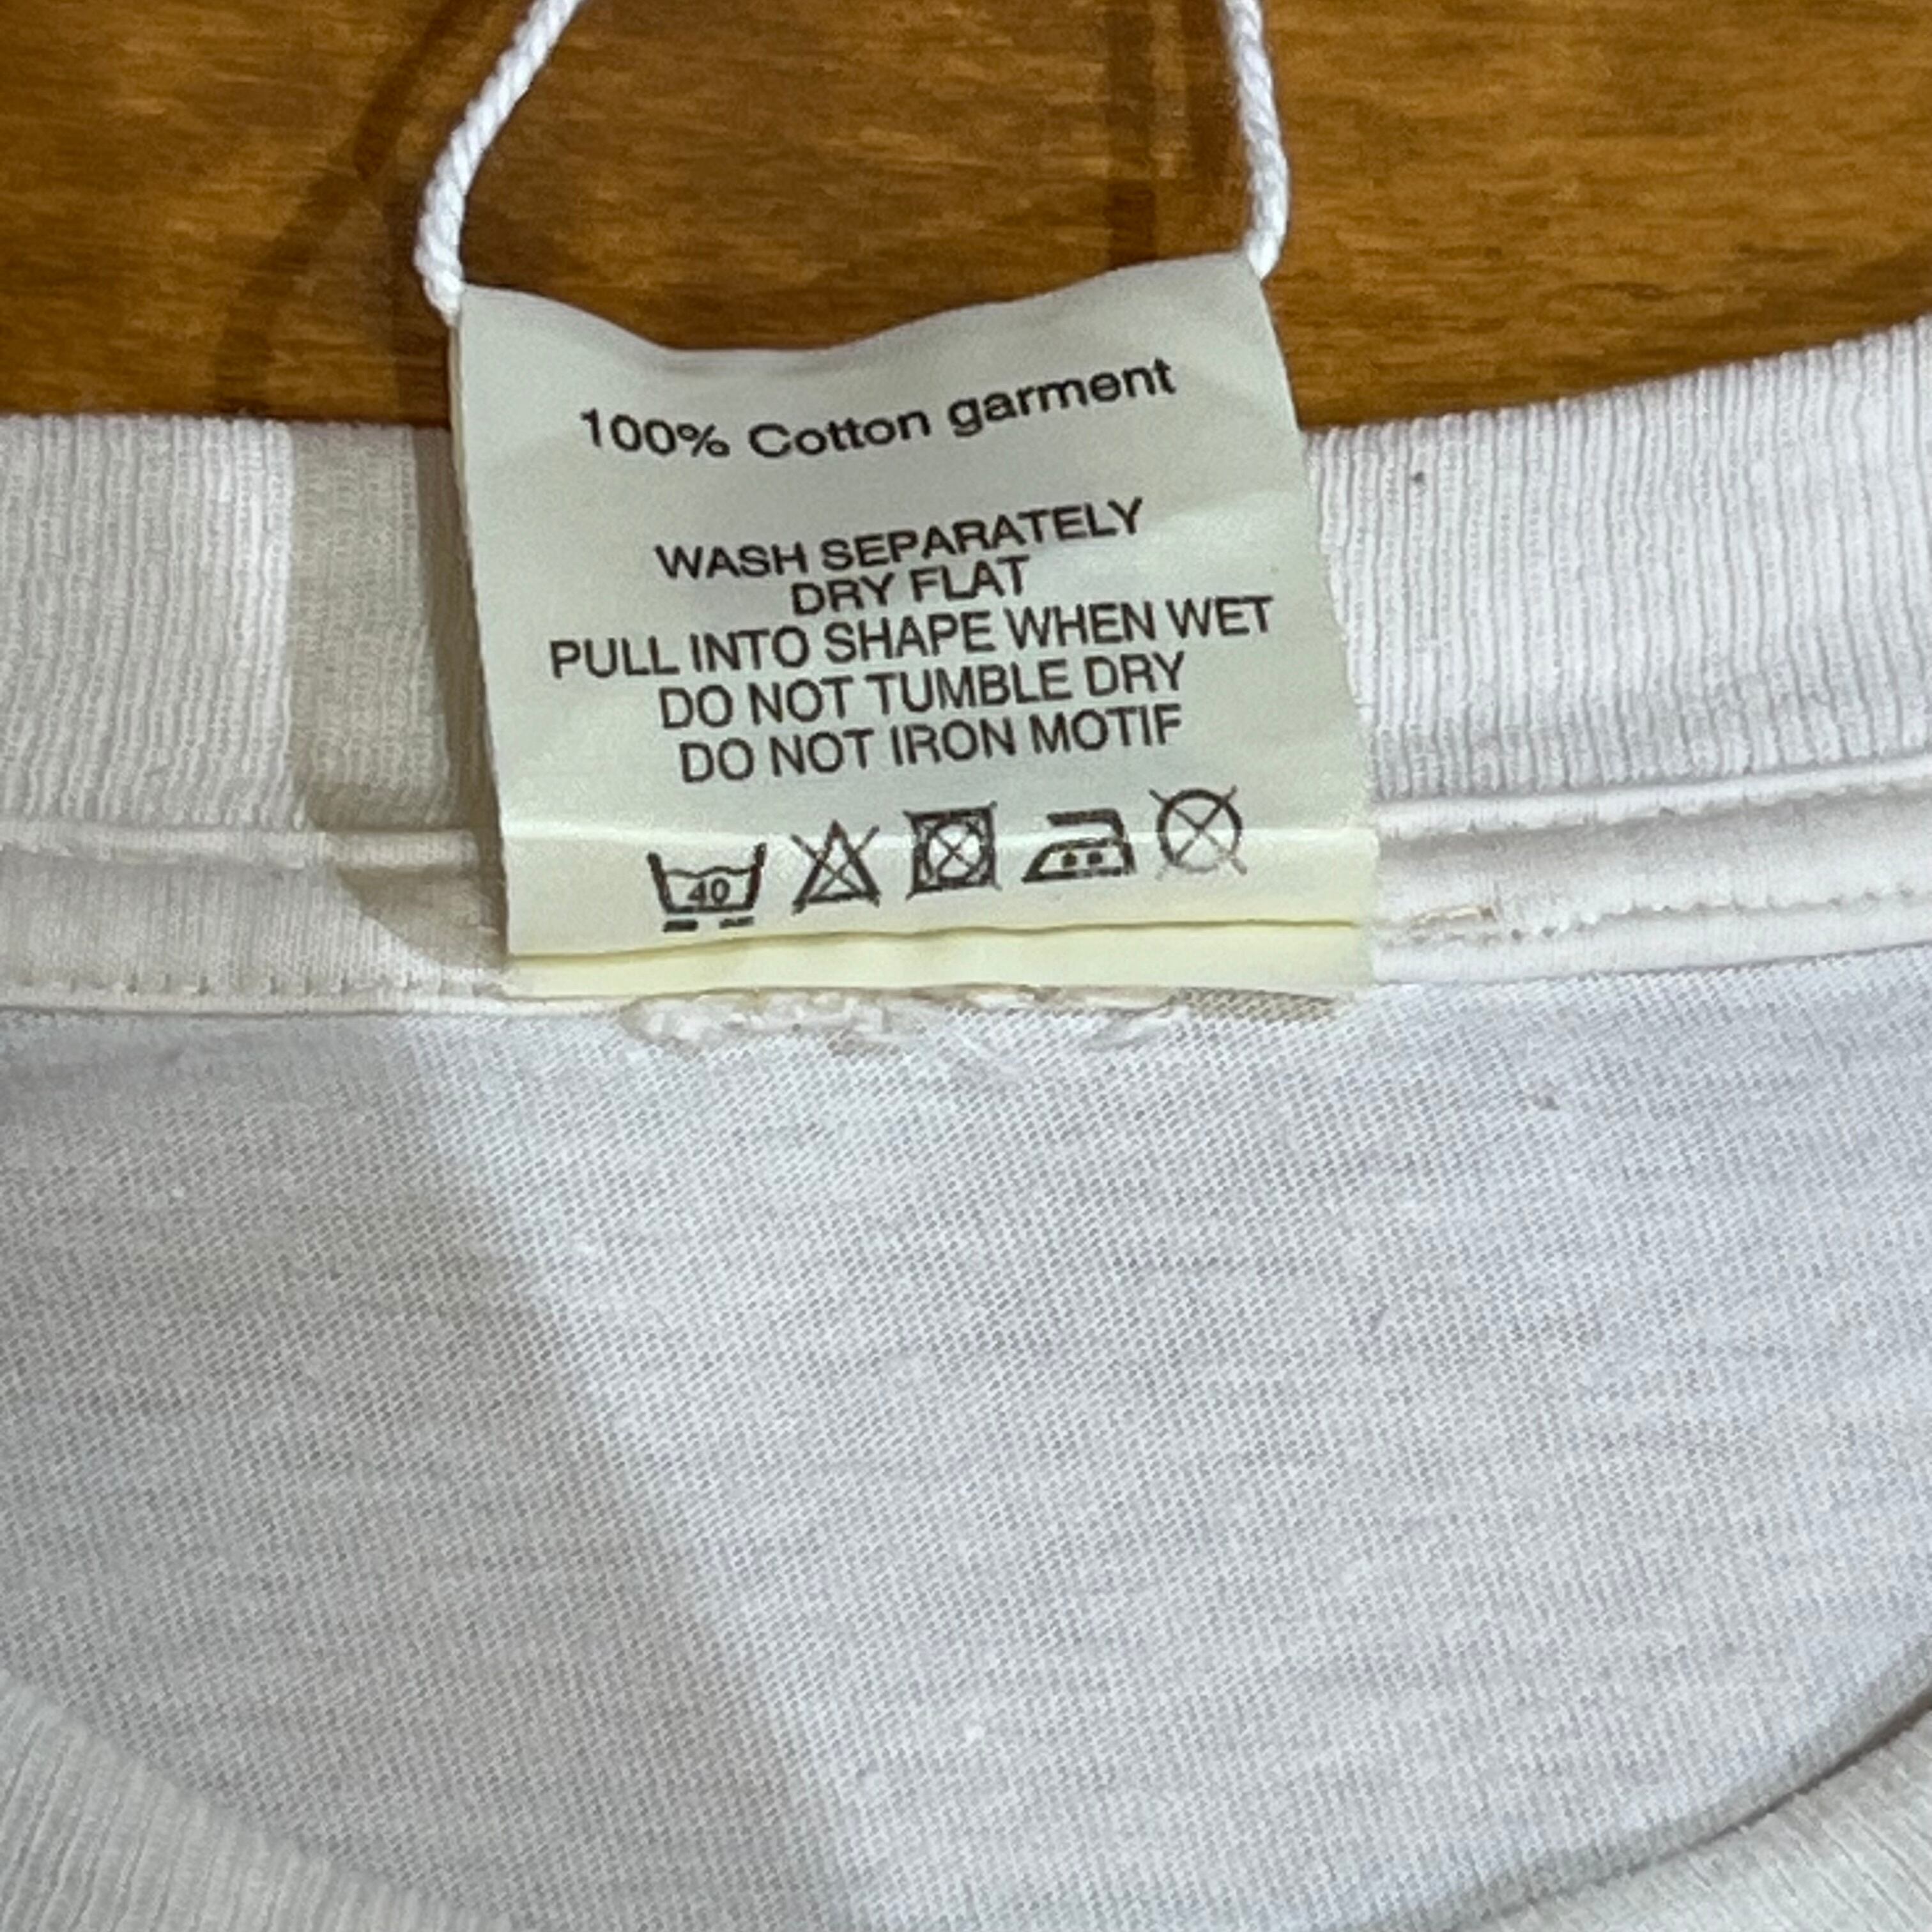 100% Cotton garment
WASH SEPARATELY
DRY FLAT
PULL INTO SHAPE WHEN WET
DO NOT TUMBLE DRY
DO NOT IRON MOTIF
40